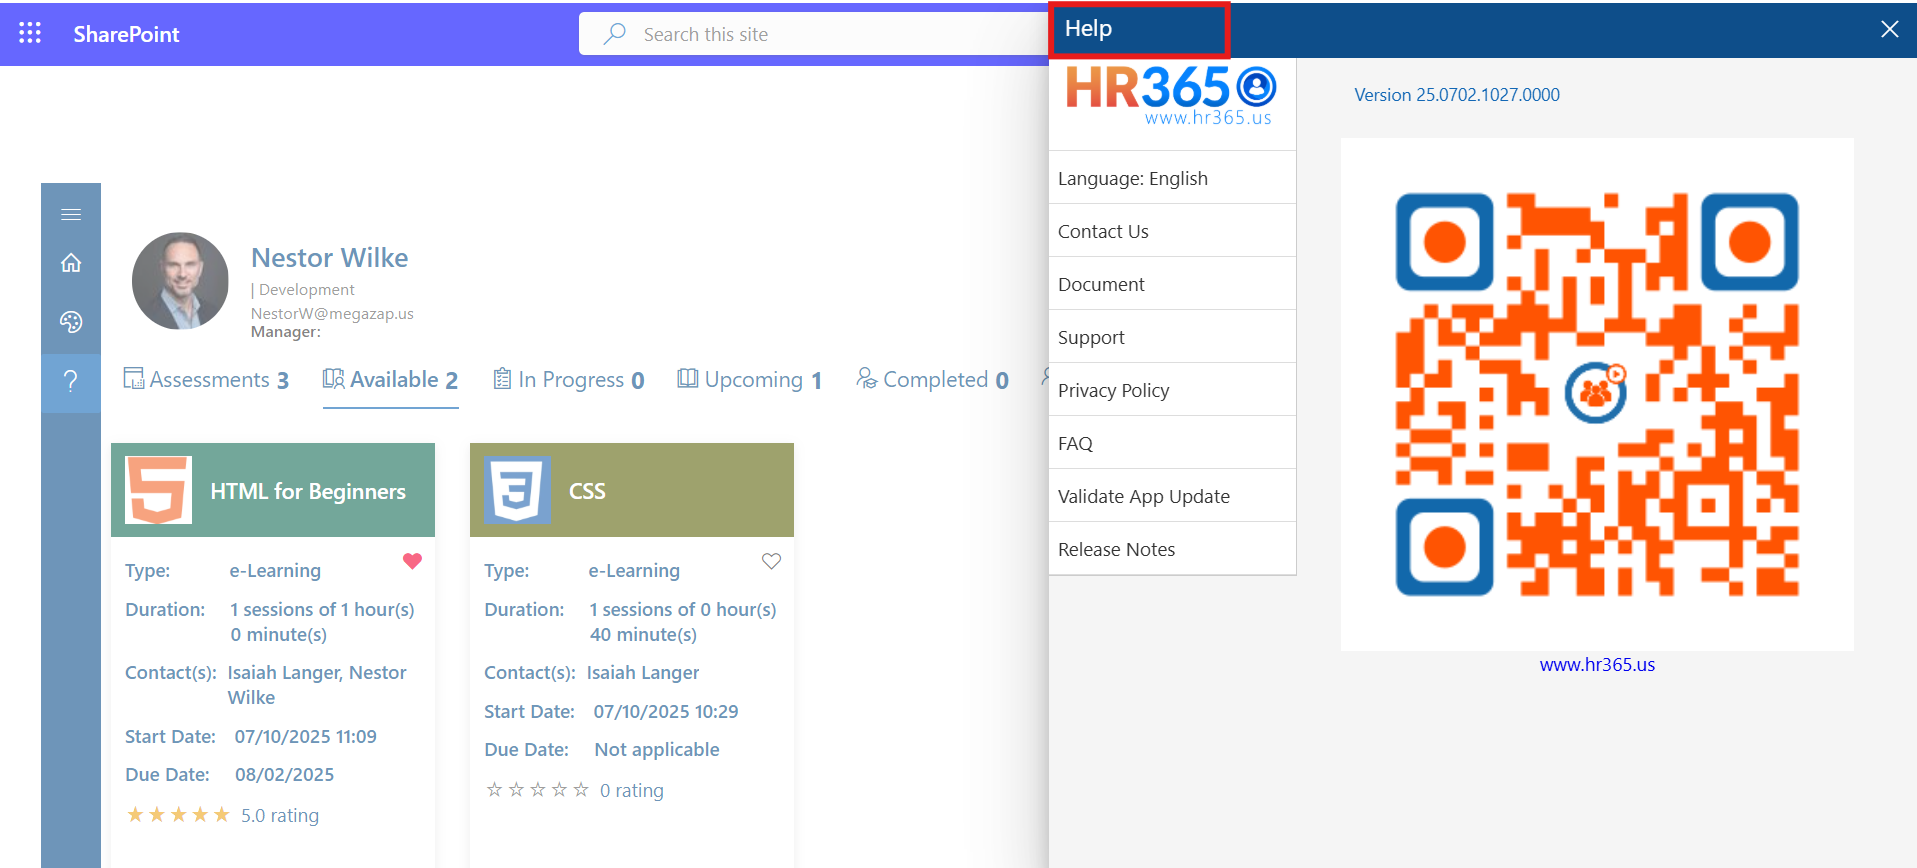 SharePoint
Search this site
Help
HR365
www.hr365.us
Version 25.0702.1027.0000
Language: English
Contact Us
Document
Support
Privacy Policy
FAQ
Validate App Update
Release Notes
www.hr365.us
Nestor Wilke
| Development
NestorW@megazap.us
Manager:
Assessments 3
Available 2
In Progress 0
Upcoming 1
Completed 0
HTML for Beginners
Type: e-Learning
Duration: 1 sessions of 1 hour(s)
0 minute(s)
Contact(s): Isaiah Langer, Nestor
Wilke
Start Date: 07/10/2025 11:09
Due Date: 08/02/2025
5.0 rating
CSS
Type: e-Learning
Duration: 1 sessions of 0 hour(s)
40 minute(s)
Contact(s): Isaiah Langer
Start Date: 07/10/2025 10:29
Due Date: Not applicable
0 rating